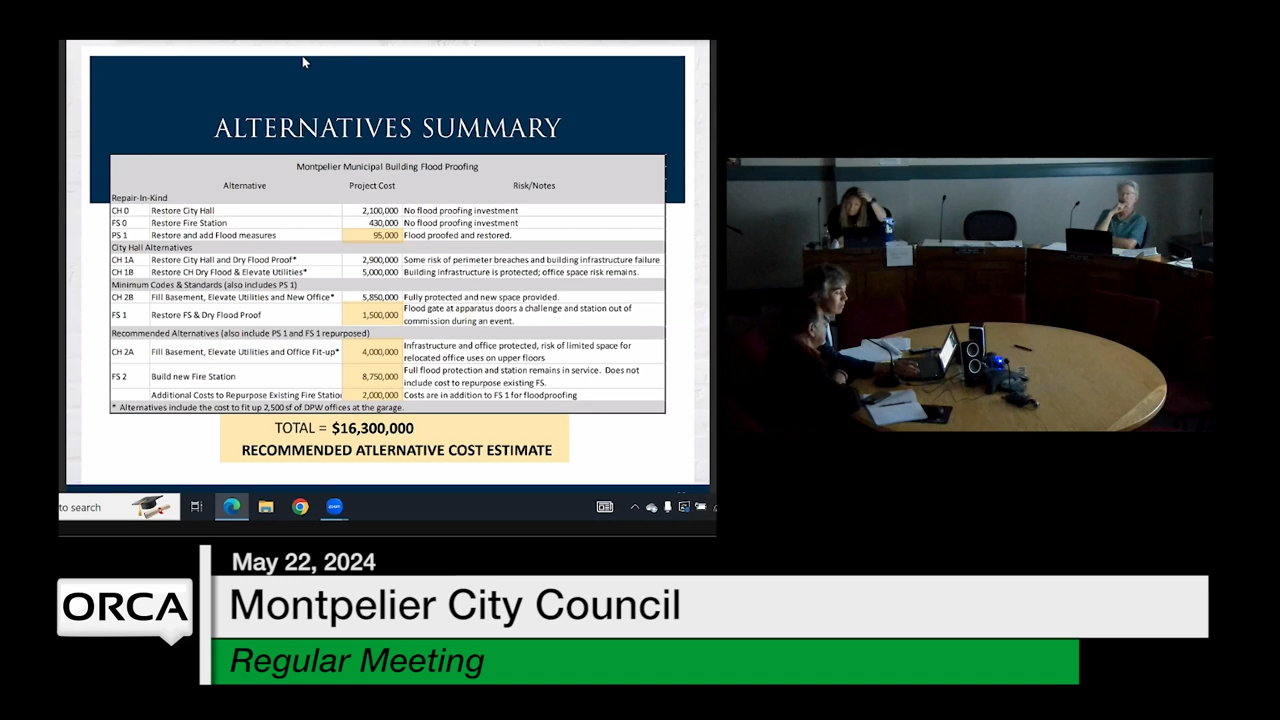 ALTERNATIVES SUMMARY
Montpelier Municipal Building Flood Proofing
Alternative Project Cost Risk/Notes
Repair-In-Kind
CH 0 Restore City Hall 2,100,000 No flood proofing investment
FS 0 Restore Fire Station 430,000 No flood proofing investment
PS 1 Restore and add Flood measures 95,000 Flood proofed and restored.
City Hall Alternatives
CH 1A Restore City Hall and Dry Flood Proof* 2,900,000 Some risk of perimeter breaches and building infrastructure failure
CH 1B Restore CH Dry Flood & Elevate Utilities* 5,000,000 Building infrastructure is protected; office space risk remains.
Minimum Codes & Standards (also includes PS 1)
CH 2B Fill Basement, Elevate Utilities and New Office* 5,850,000 Fully protected and new space provided.
FS 1 Restore FS & Dry Flood Proof 1,500,000 Flood gate at apparatus doors a challenge and station out of
commission during an event.
Recommended Alternatives (also include PS 1 and FS 1 repurposed)
CH 2A Fill Basement, Elevate Utilities and Office Fit-up* 4,000,000 Infrastructure and office protected, risk of limited space for
relocated office uses on upper floors
FS 2 Build new Fire Station 8,750,000 Full flood protection and station remains in service. Does not
include cost to repurpose existing FS.
Additional Costs to Repurpose Existing Fire Station 2,000,000 Costs are in addition to FS 1 for floodproofing
* Alternatives include the cost to fit up 2,500 sf of DPW offices at the garage.
TOTAL = $16,300,000
RECOMMENDED ATLERNATIVE COST ESTIMATE
to search
zoom
May 22, 2024
ORCA
Montpelier City Council
Regular Meeting